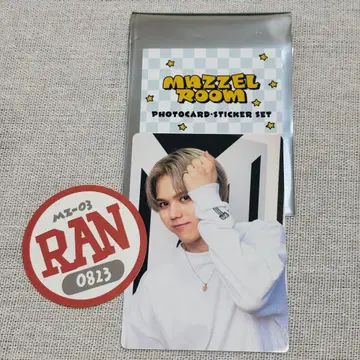 MAZZEL
ROOM
PHOTOCARD·STICKER SET
MZ-03
RAN
0823